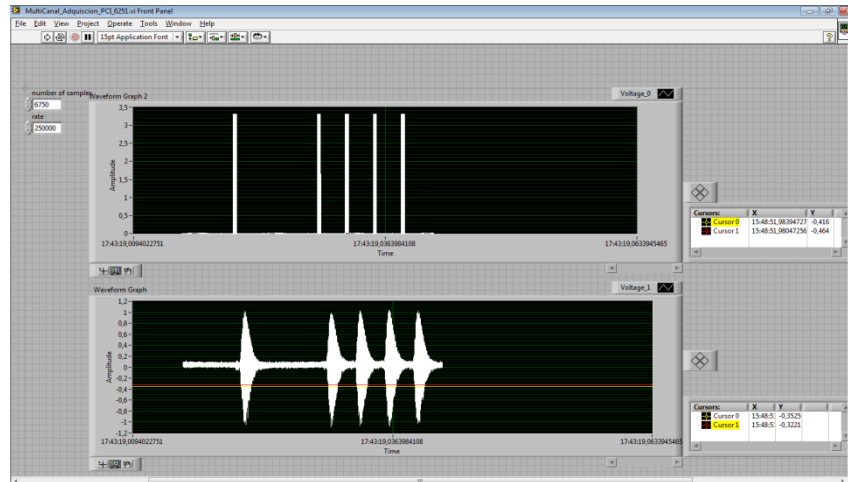 MultiCanal_Adquiscion_PCI_6251.vi Front Panel
File Edit View Project Operate Tools Window Help
15pt Application Font
number of samples
6750
rate
250000
Waveform Graph 2
Voltage_0
3,5
3
2,5
2
1,5
1
0,5
0
Amplitude
17:43:19,0094022751 17:43:19,0363984108 17:43:19,0633945465
Time
Cursors: X Y
Cursor 0 15:48:51,98394727 -0,416
Cursor 1 15:48:51,98047256 -0,464
Waveform Graph
Voltage_1
1,2
1
0,8
0,6
0,4
0,2
0
-0,2
-0,4
-0,6
-0,8
-1
-1,2
Amplitude
17:43:19,0094022751 17:43:19,0363984108 17:43:19,0633945465
Time
Cursors: X Y
Cursor 0 15:48:5: -0,3525
Cursor 1 15:48:5: -0,3221